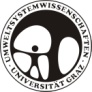 UMWELTSYSTEMWISSENSCHAFTEN
UNIVERSITÄT GRAZ